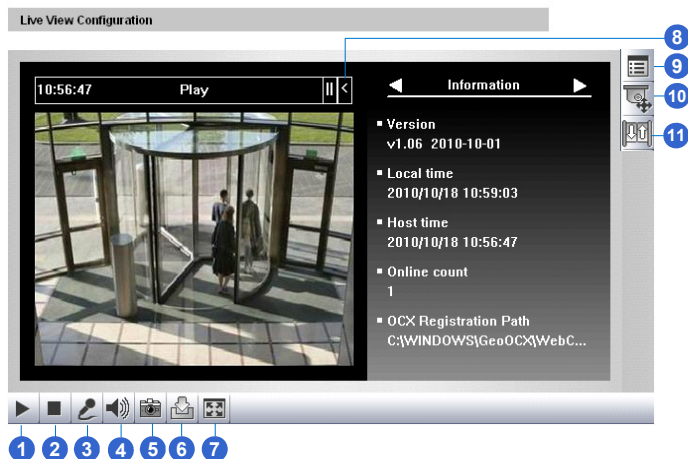 Live View Configuration
10:56:47 Play
Information
Version
v1.06 2010-10-01
Local time
2010/10/18 10:59:03
Host time
2010/10/18 10:56:47
Online count
1
OCX Registration Path
C:\WINDOWS\GeoOCX\WebC...
8
9
10
11
1 2 3 4 5 6 7